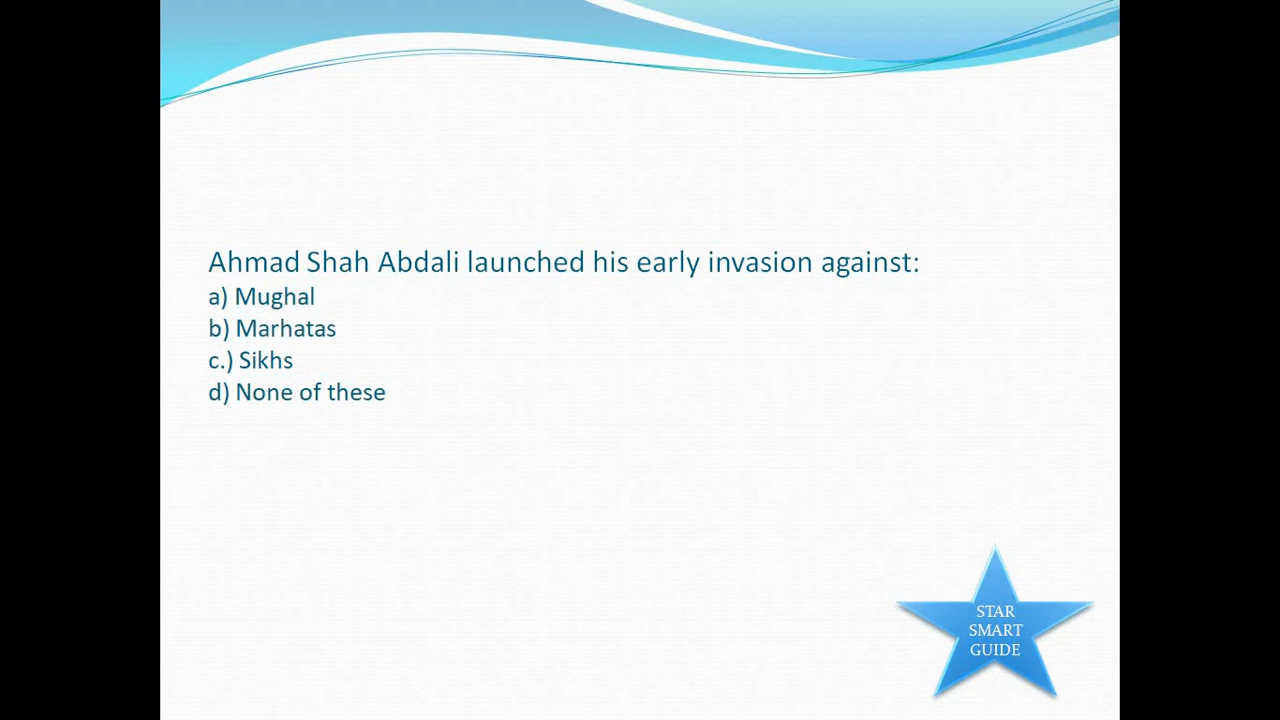 Ahmad Shah Abdali launched his early invasion against:
a) Mughal
b) Marhatas
c.) Sikhs
d) None of these
STAR
SMART
GUIDE